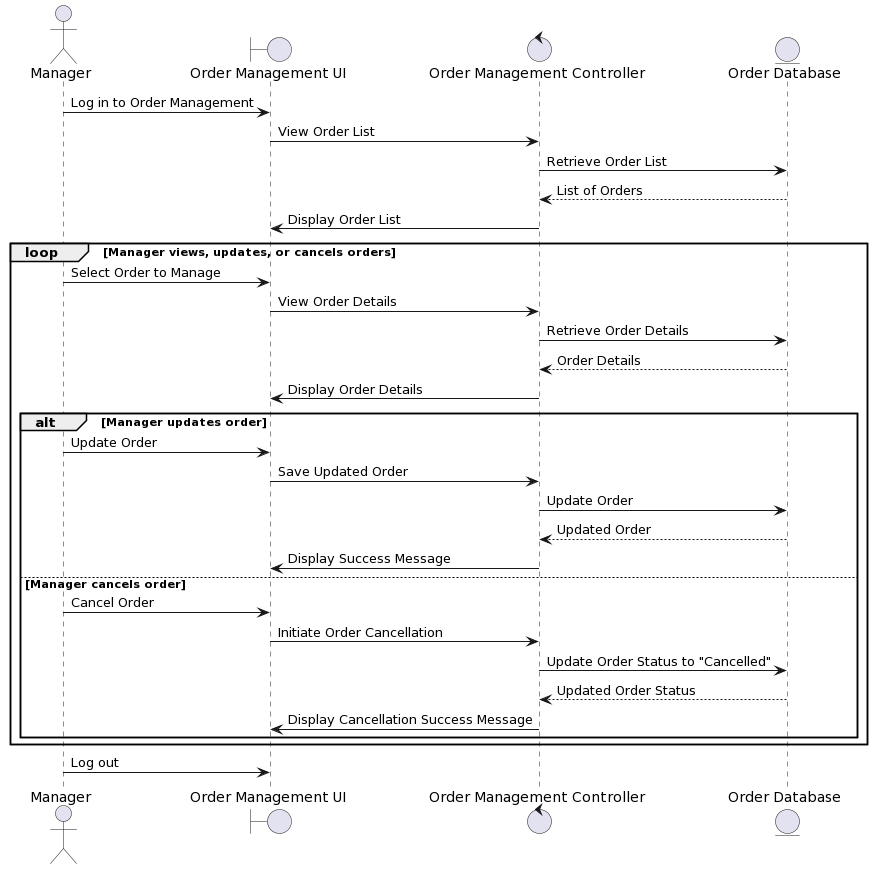 Manager
Order Management UI
Order Management Controller
Order Database
Log in to Order Management
View Order List
Retrieve Order List
List of Orders
Display Order List
loop [Manager views, updates, or cancels orders]
Select Order to Manage
View Order Details
Retrieve Order Details
Order Details
Display Order Details
alt [Manager updates order]
Update Order
Save Updated Order
Update Order
Updated Order
Display Success Message
[Manager cancels order]
Cancel Order
Initiate Order Cancellation
Update Order Status to "Cancelled"
Updated Order Status
Display Cancellation Success Message
Log out
Manager
Order Management UI
Order Management Controller
Order Database